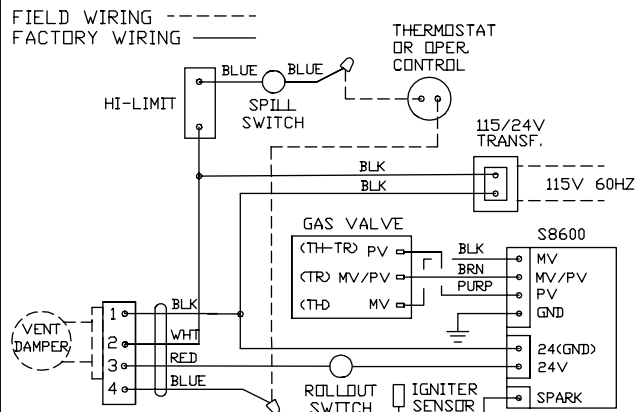 FIELD WIRING
FACTORY WIRING
THERMOSTAT
OR OPER.
CONTROL
BLUE
BLUE
HI-LIMIT
SPILL
SWITCH
115/24V
TRANSF.
BLK
BLK
115V 60HZ
GAS VALVE
S8600
(TH-TR) PV
BLK
MV
(TR) MV/PV
BRN
MV/PV
PURP
PV
(TH) MV
GND
BLK
1
VENT
DAMPER
WHT
2
24(GND)
RED
3
24V
BLUE
4
ROLLOUT
SWITCH
IGNITER
SENSOR
SPARK